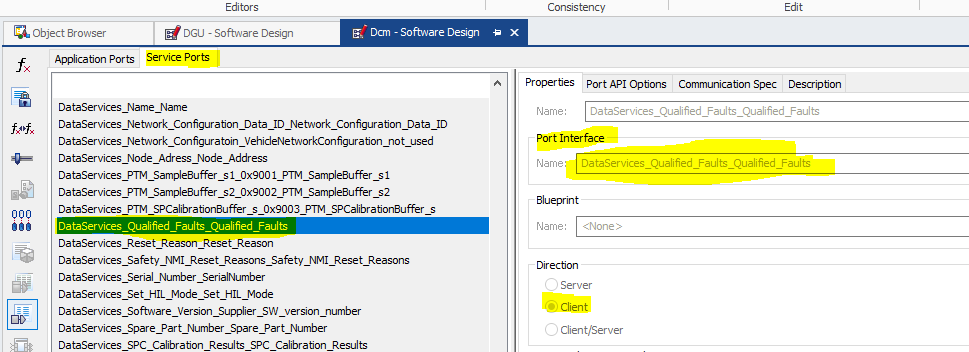 Editors
Consistency
Edit
Object Browser
DGU - Software Design
Dcm - Software Design
Application Ports
Service Ports
DataServices_Name_Name
DataServices_Network_Configuration_Data_ID_Network_Configuration_Data_ID
DataServices_Network_Configuratoin_VehicleNetworkConfiguration_not_used
DataServices_Node_Adress_Node_Address
DataServices_PTM_SampleBuffer_s1_0x9001_PTM_SampleBuffer_s1
DataServices_PTM_SampleBuffer_s2_0x9002_PTM_SampleBuffer_s2
DataServices_PTM_SPCalibrationBuffer_s_0x9003_PTM_SPCalibrationBuffer_s
DataServices_Qualified_Faults_Qualified_Faults
DataServices_Reset_Reason_Reset_Reason
DataServices_Safety_NMI_Reset_Reasons_Safety_NMI_Reset_Reasons
DataServices_Serial_Number_SerialNumber
DataServices_Set_HIL_Mode_Set_HIL_Mode
DataServices_Software_Version_Supplier_SW_version_number
DataServices_Spare_Part_Number_Spare_Part_Number
DataServices_SPC_Calibration_Results_SPC_Calibration_Results
Properties
Port API Options
Communication Spec
Description
Name:
DataServices_Qualified_Faults_Qualified_Faults
Port Interface
Name:
DataServices_Qualified_Faults_Qualified_Faults
Blueprint
Name:
<None>
Direction
Server
Client
Client/Server